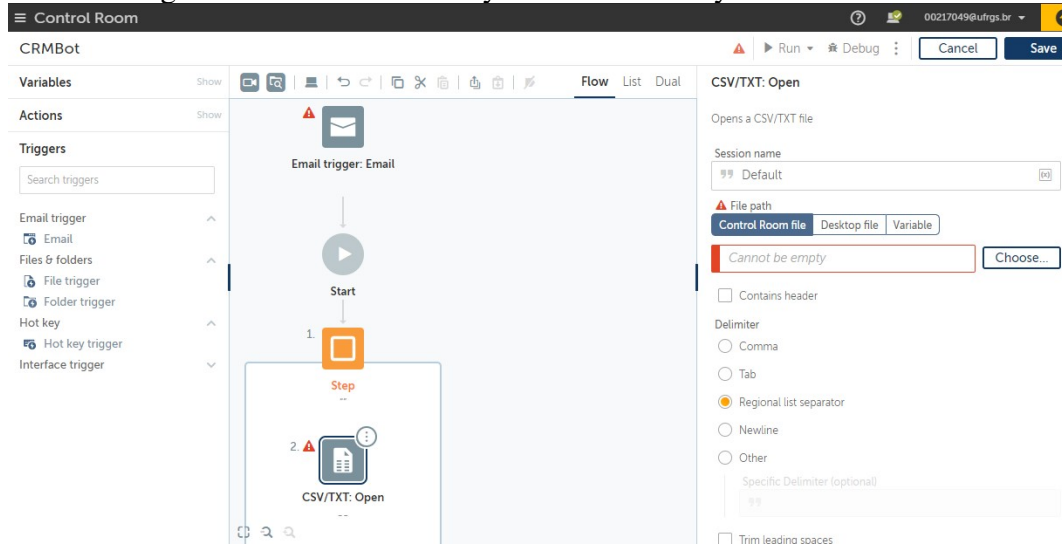 Control Room
00217049@ufrgs.br
CRMBot
Run
Debug
Cancel
Save
Variables
Show
Actions
Show
Triggers
Search triggers
Email trigger
Email
Files & folders
File trigger
Folder trigger
Hot key
Hot key trigger
Interface trigger
Flow
List
Dual
Email trigger: Email
Start
1.
Step
--
2.
CSV/TXT: Open
--
CSV/TXT: Open
Opens a CSV/TXT file
Session name
Default
File path
Control Room file
Desktop file
Variable
Cannot be empty
Choose...
Contains header
Delimiter
Comma
Tab
Regional list separator
Newline
Other
Specific Delimiter (optional)
Trim leading spaces